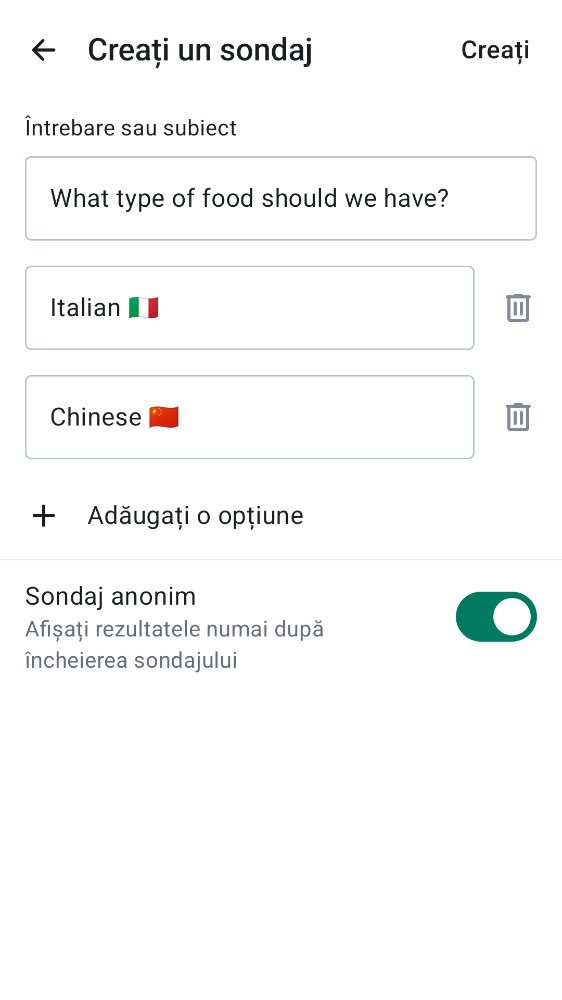 Creați un sondaj
Creați
Întrebare sau subiect
What type of food should we have?
Italian 🇮🇹
Chinese 🇨🇳
Adăugați o opțiune
Sondaj anonim
Afișați rezultatele numai după
încheierea sondajului